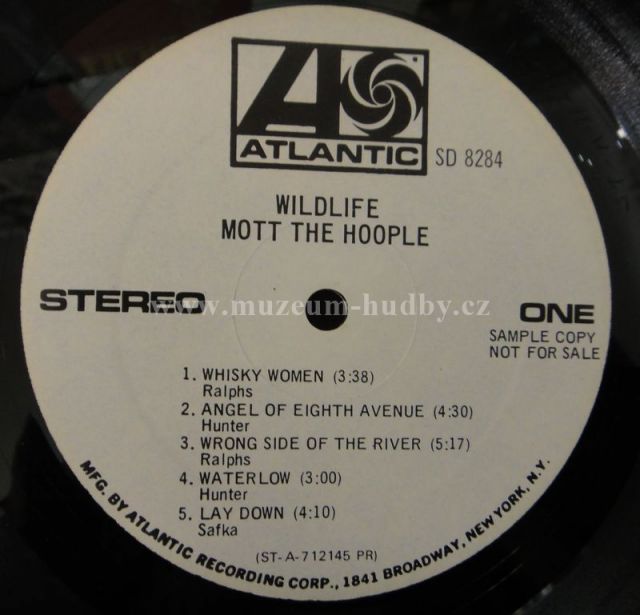 ATLANTIC
SD 8284
WILDLIFE
MOTT THE HOOPLE
STEREO
www.muzeum-hudby.cz
ONE
SAMPLE COPY
NOT FOR SALE
1. WHISKY WOMEN (3:38)
Ralphs
2. ANGEL OF EIGHTH AVENUE (4:30)
Hunter
3. WRONG SIDE OF THE RIVER (5:17)
Ralphs
4. WATERLOW (3:00)
Hunter
5. LAY DOWN (4:10)
Safka
(ST-A-712145 PR)
MFG. BY ATLANTIC RECORDING CORP., 1841 BROADWAY, NEW YORK, N.Y.